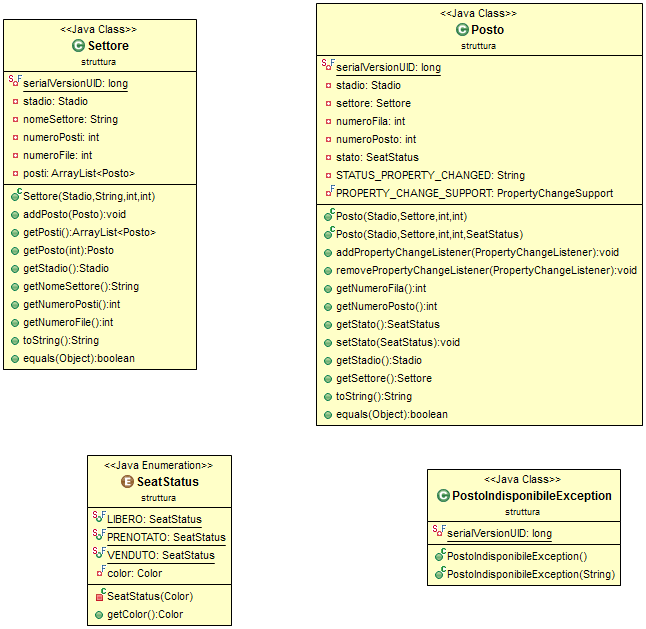 <<Java Class>>
Settore
struttura
serialVersionUID: long
stadio: Stadio
nomeSettore: String
numeroPosti: int
numeroFile: int
posti: ArrayList<Posto>
Settore(Stadio,String,int,int)
addPosto(Posto):void
getPosti():ArrayList<Posto>
getPosto(int):Posto
getStadio():Stadio
getNomeSettore():String
getNumeroPosti():int
getNumeroFile():int
toString():String
equals(Object):boolean
<<Java Class>>
Posto
struttura
serialVersionUID: long
stadio: Stadio
settore: Settore
numeroFila: int
numeroPosto: int
stato: SeatStatus
STATUS_PROPERTY_CHANGED: String
PROPERTY_CHANGE_SUPPORT: PropertyChangeSupport
Posto(Stadio,Settore,int,int)
Posto(Stadio,Settore,int,int,SeatStatus)
addPropertyChangeListener(PropertyChangeListener):void
removePropertyChangeListener(PropertyChangeListener):void
getNumeroFila():int
getNumeroPosto():int
getStato():SeatStatus
setStato(SeatStatus):void
getStadio():Stadio
getSettore():Settore
toString():String
equals(Object):boolean
<<Java Enumeration>>
SeatStatus
struttura
LIBERO: SeatStatus
PRENOTATO: SeatStatus
VENDUTO: SeatStatus
color: Color
SeatStatus(Color)
getColor():Color
<<Java Class>>
PostoIndisponibileException
struttura
serialVersionUID: long
PostoIndisponibileException()
PostoIndisponibileException(String)